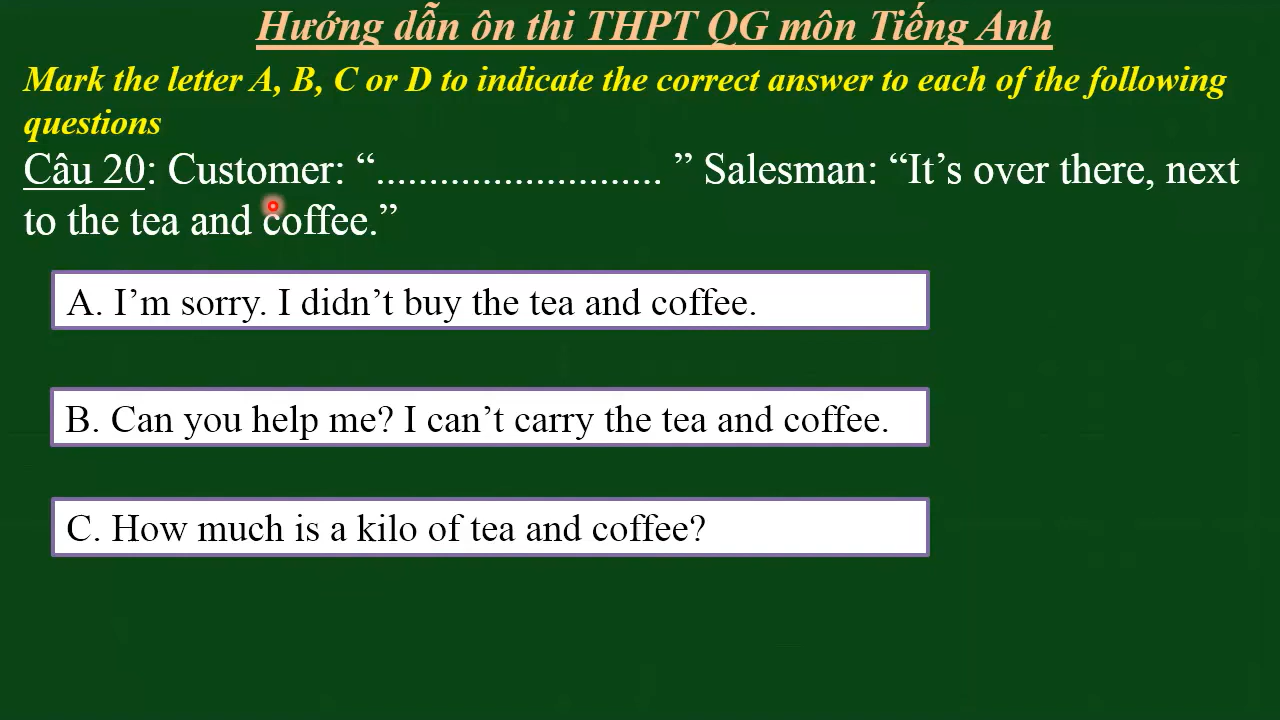 Hướng dẫn ôn thi THPT QG môn Tiếng Anh
Mark the letter A, B, C or D to indicate the correct answer to each of the following
questions
Câu 20: Customer: “........................... ” Salesman: “It’s over there, next
to the tea and coffee.”
A. I’m sorry. I didn’t buy the tea and coffee.
B. Can you help me? I can’t carry the tea and coffee.
C. How much is a kilo of tea and coffee?